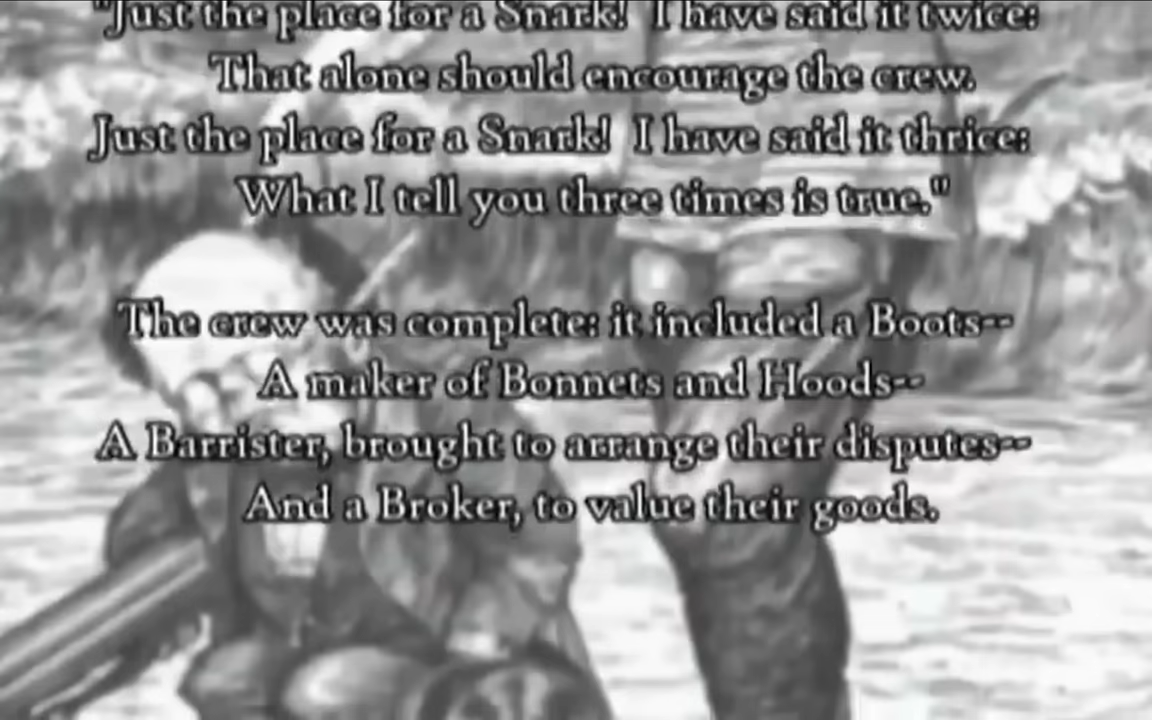 "Just the place for a Snark!  I have said it twice:
That alone should encourage the crew.
Just the place for a Snark!  I have said it thrice:
What I tell you three times is true."
The crew was complete: it included a Boots--
A maker of Bonnets and Hoods--
A Barrister, brought to arrange their disputes--
And a Broker, to value their goods.